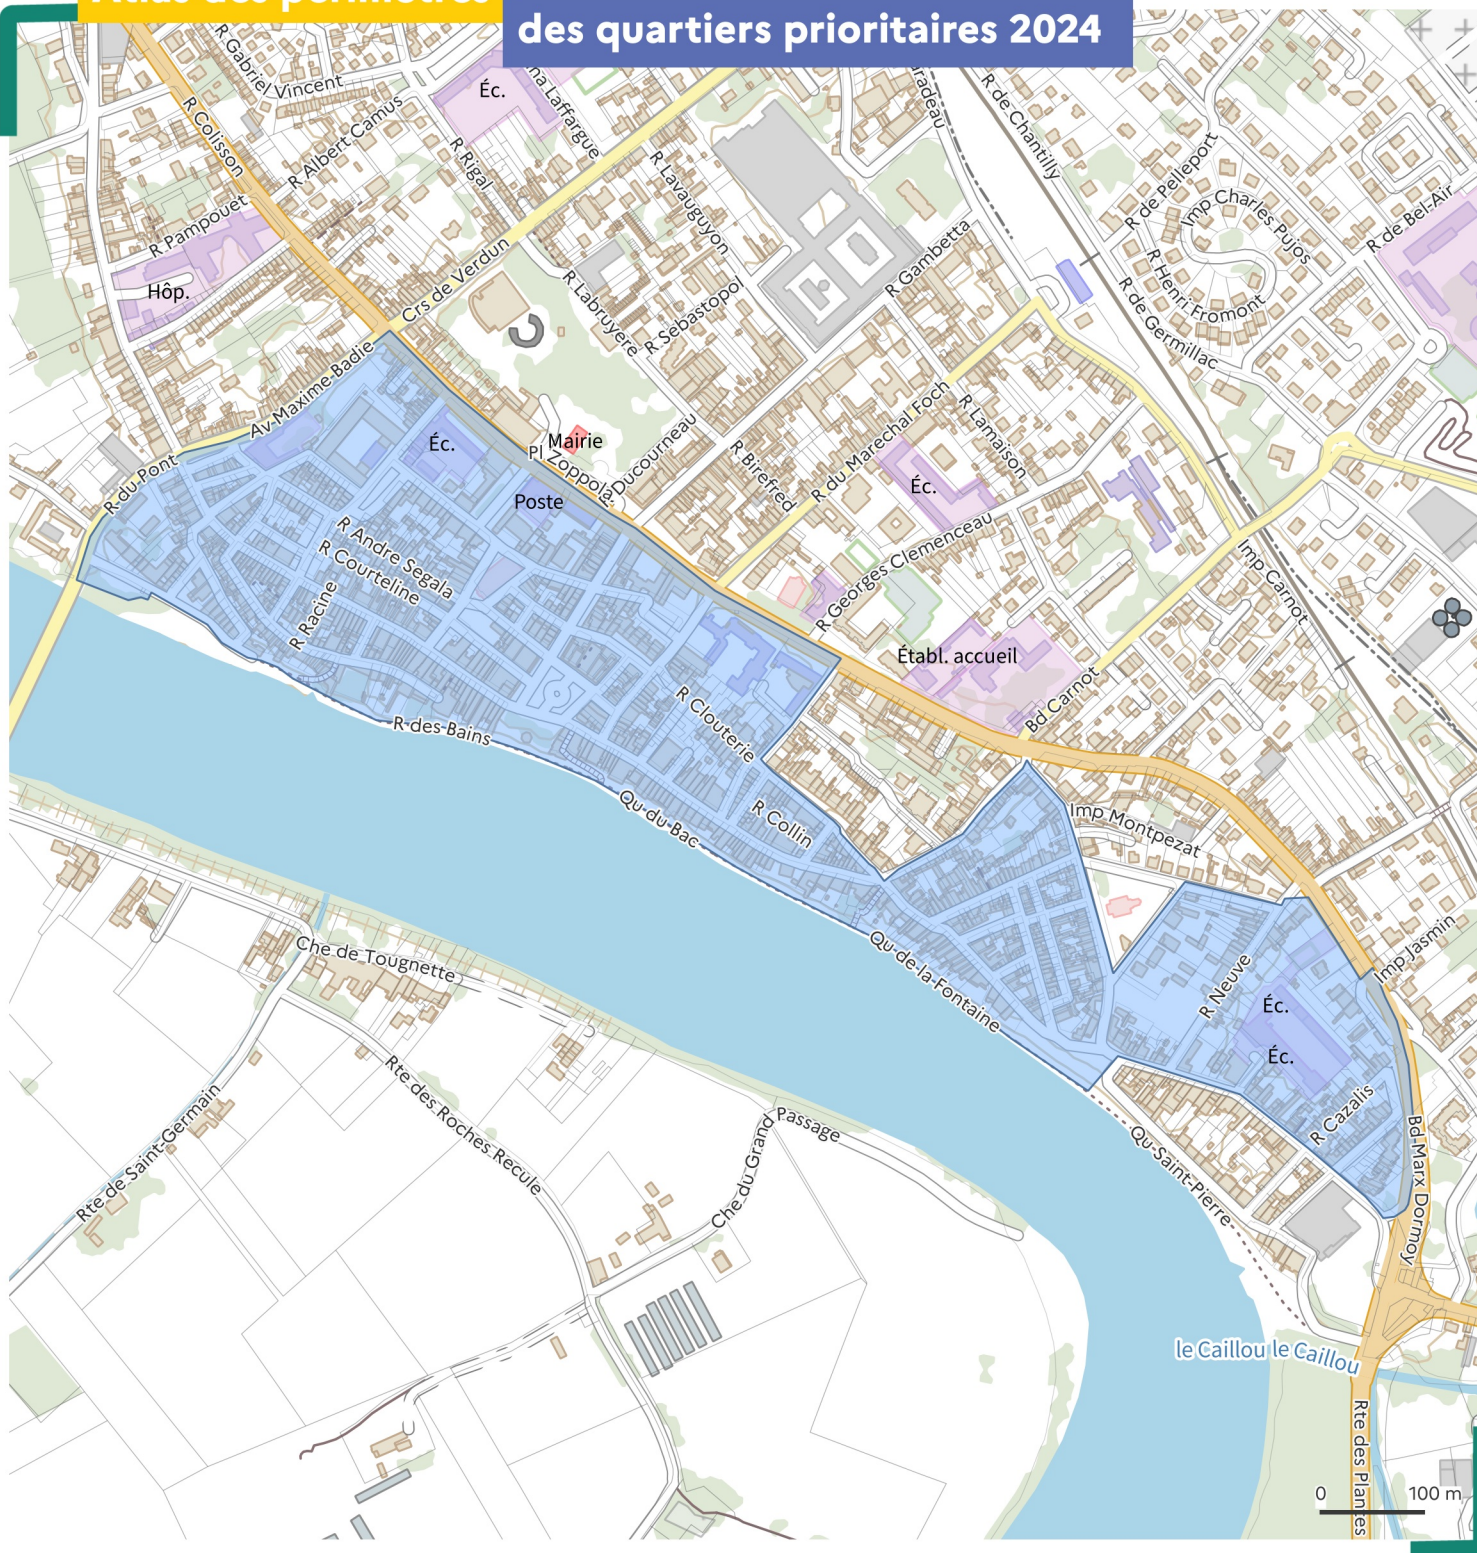 Atlas des périmètres
des quartiers prioritaires 2024
R Gabriel Vincent
Éc.
R Colisson
R Albert Camus
R Rigal
R Lavauguyon
R de Chantilly
R de Pelleport
Imp Charles Pujos
R de Bel-Air
R Pampouet
Hôp.
Crs de Verdun
R Labruyere
R Sebastopol
R Gambetta
R Henri Fromont
R de Germillac
Av Maxime Badie
R du Pont
Éc.
Mairie
Pl Zoppola
R Ducourneau
Poste
R Birefred
R du Marechal Foch
R Lamaison
Éc.
R Georges Clemenceau
Imp Carnot
R Andre Segala
R Courteline
R Racine
Établ. accueil
Bd Carnot
R des Bains
R Clouterie
R Collin
Qu du Bac
Imp Montpezat
Qu de la Fontaine
R Neuve
Imp Jasmin
Éc.
Éc.
R Cazalis
Bd Marx Dormoy
Qu Saint-Pierre
Che de Tougnette
Rte de Saint-Germain
Rte des Roches Recule
Che du Grand Passage
le Caillou le Caillou
Rte des Plantes
0 100 m